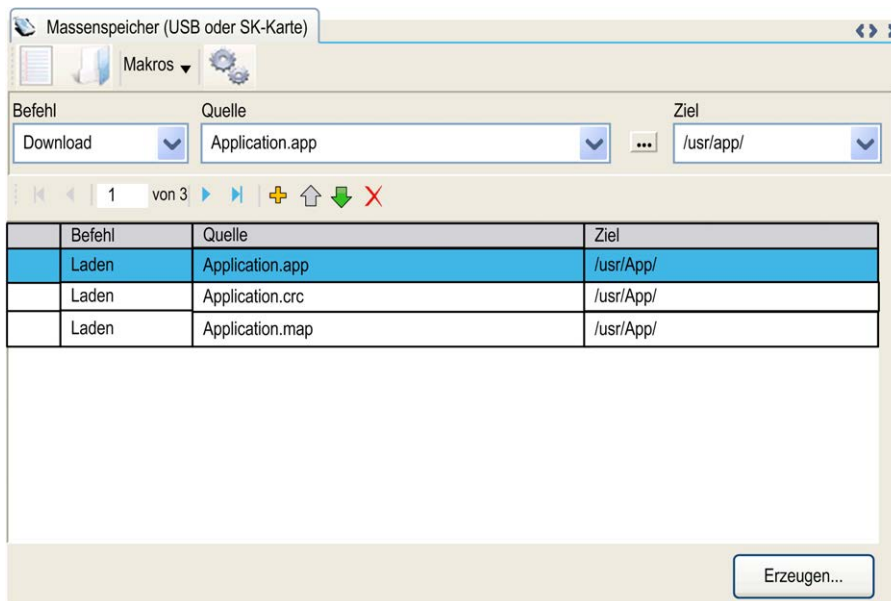 Massenspeicher (USB oder SK-Karte)
Makros
Befehl Quelle Ziel
Download Application.app ... /usr/app/
1 von 3
Befehl Quelle Ziel
Laden Application.app /usr/App/
Laden Application.crc /usr/App/
Laden Application.map /usr/App/
Erzeugen...